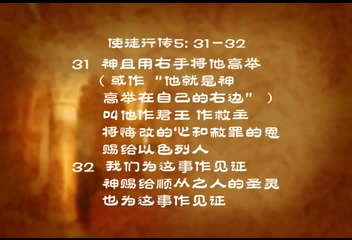 使徒行传5: 31-32
31 神且用右手将他高举
( 或作 “他就是神
高举在自己的右边” )
叫他作君王 作救主
将悔改的心和赦罪的恩
赐给以色列人
32 我们为这事作见证
神赐给顺从之人的圣灵
也为这事作见证